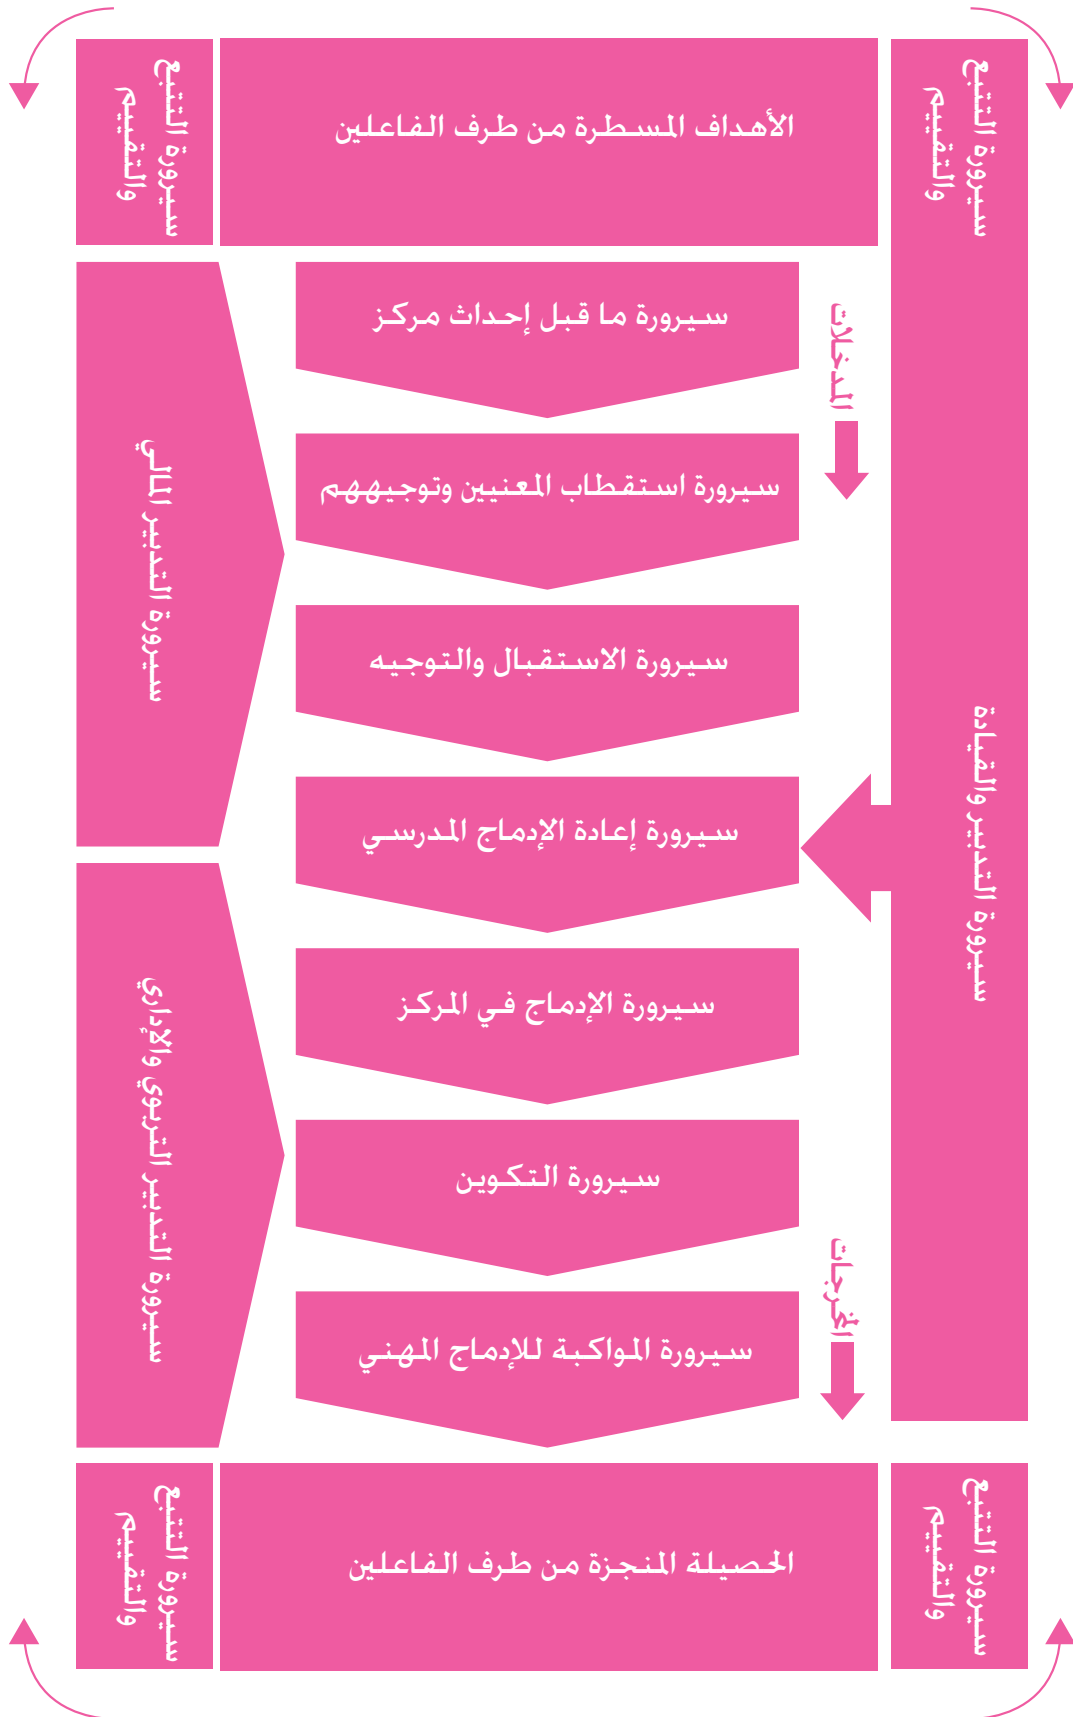 سيرورة التتبع
والتقييم
الأهداف المسطرة من طرف الفاعلين
سيرورة التتبع
والتقييم
المدخلات
سيرورة ما قبل إحداث مركز
سيرورة استقطاب المعنيين وتوجيههم
سيرورة الاستقبال والتوجيه
سيرورة إعادة الإدماج المدرسي
سيرورة الإدماج في المركز
سيرورة التكوين
سيرورة المواكبة للإدماج المهني
المخرجات
سيرورة التدبير والقيادة
سيرورة التدبير المالي
سيرورة التدبير التربوي والإداري
سيرورة التتبع
والتقييم
الحصيلة المنجزة من طرف الفاعلين
سيرورة التتبع
والتقييم